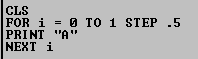 CLS
FOR i = 0 TO 1 STEP .5
PRINT "A"
NEXT i